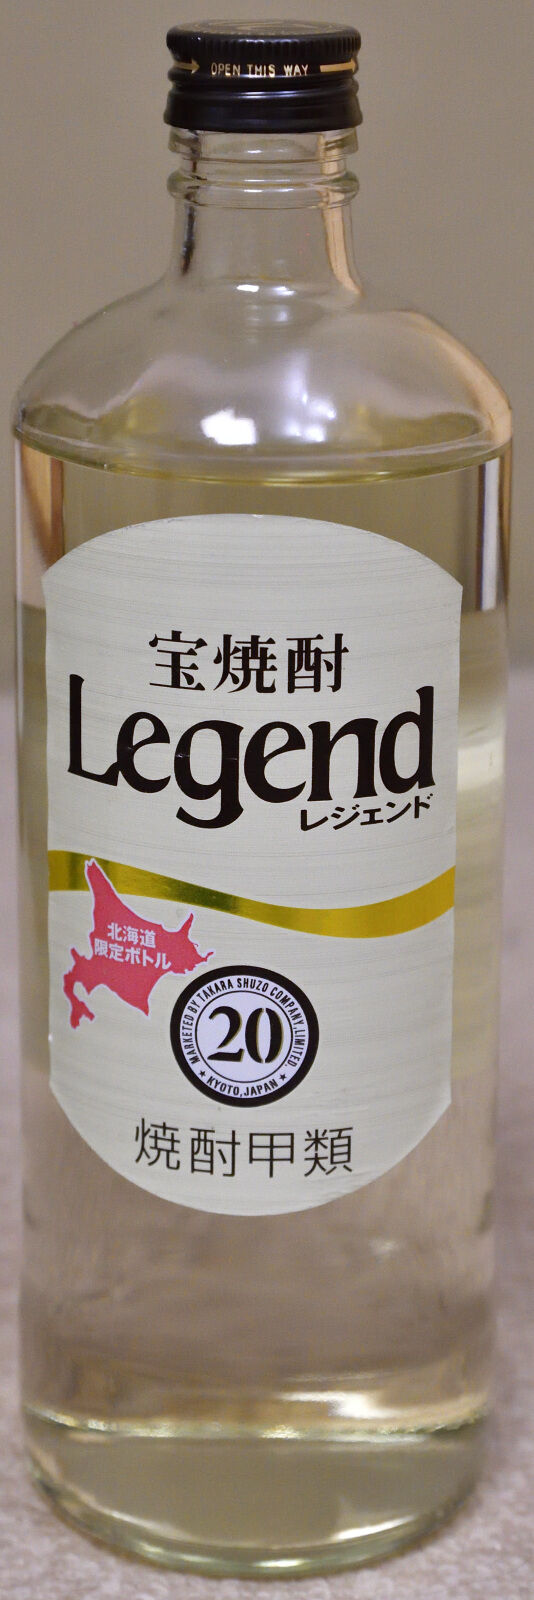 OPEN THIS WAY
宝焼酎
Legend
レジェンド
北海道
限定ボトル
MARKETED BY TAKARA SHUZO COMPANY, LIMITED.
20
★ KYOTO, JAPAN ★
焼酎甲類